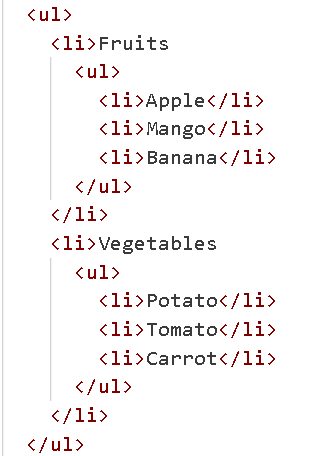 <ul>
<li>Fruits
<ul>
<li>Apple</li>
<li>Mango</li>
<li>Banana</li>
</ul>
</li>
<li>Vegetables
<ul>
<li>Potato</li>
<li>Tomato</li>
<li>Carrot</li>
</ul>
</li>
</ul>